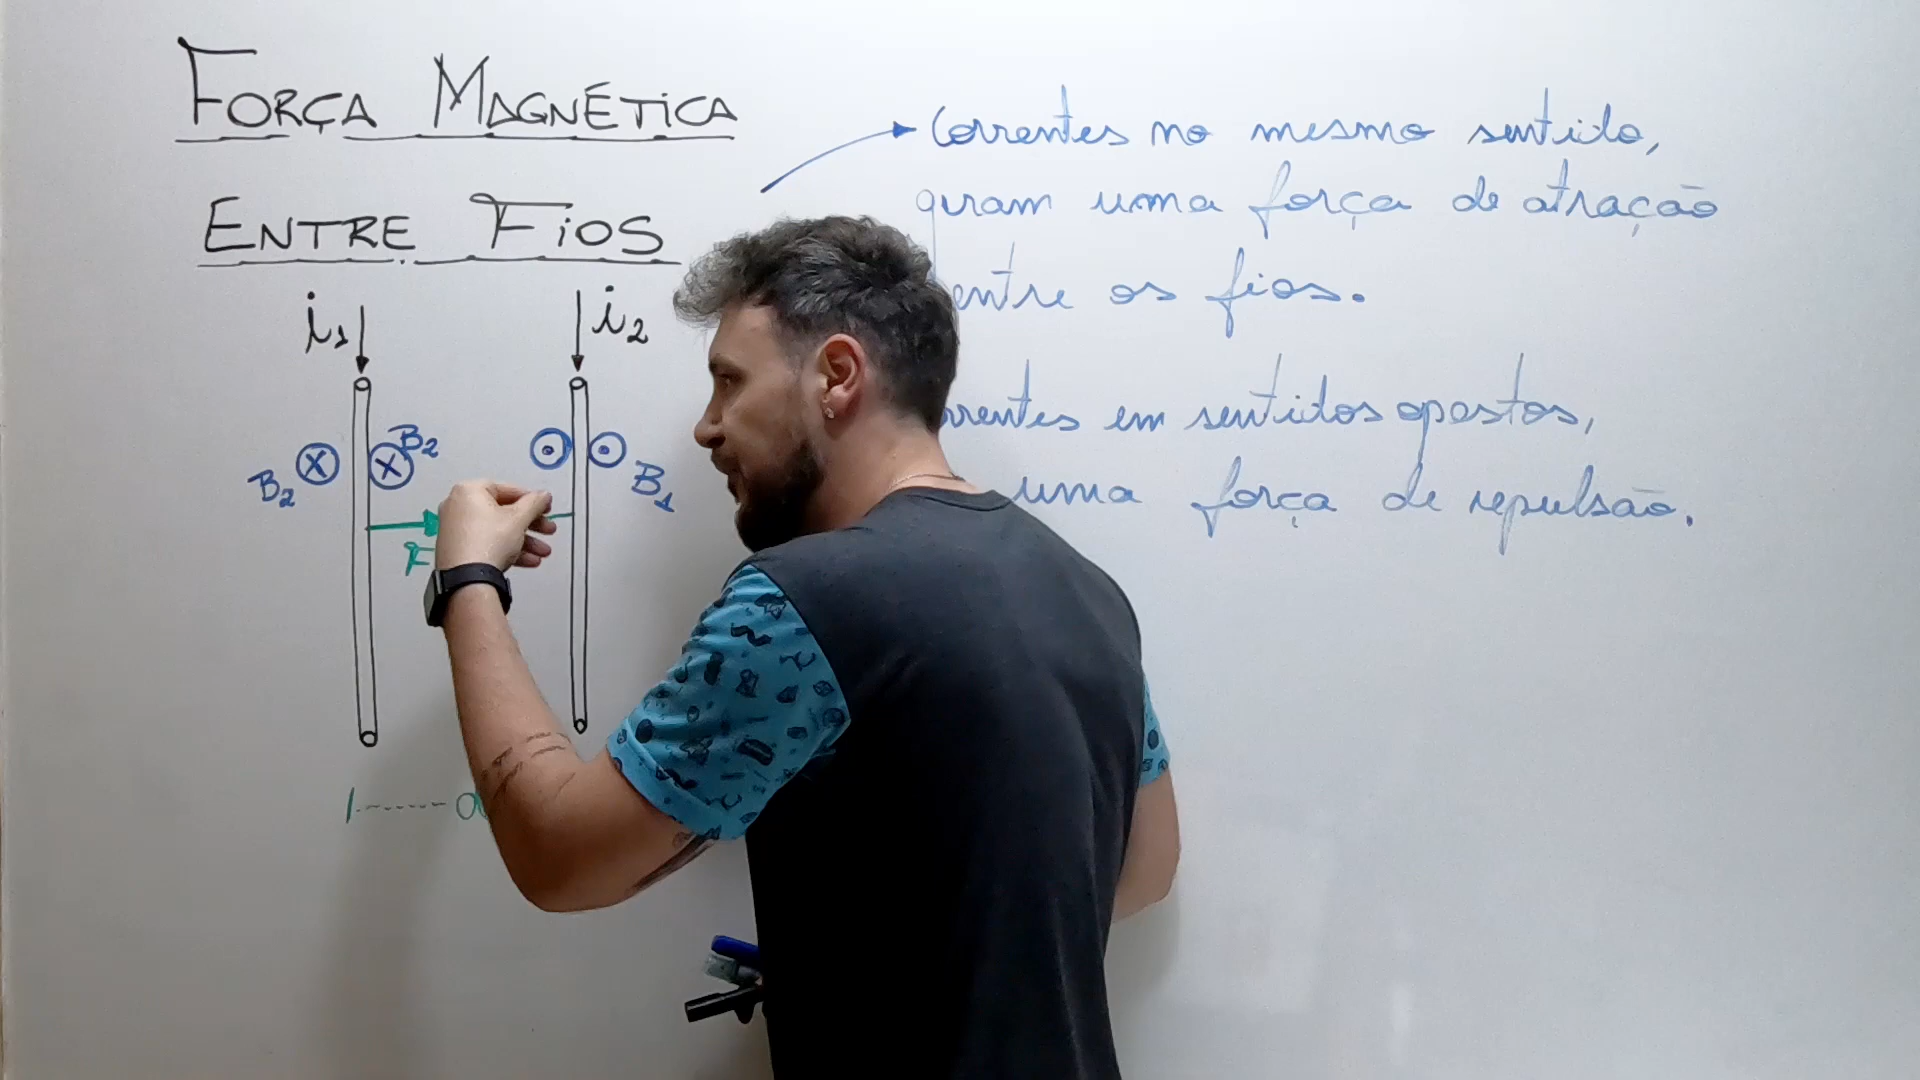 FORÇA MAGNÉTICA
ENTRE FiOS
i1
i2
B2
B2
B1
F
Correntes no mesmo sentido,
geram uma força de atração
entre os fios.
sentidos opostos,
em
uma força de repulsão.